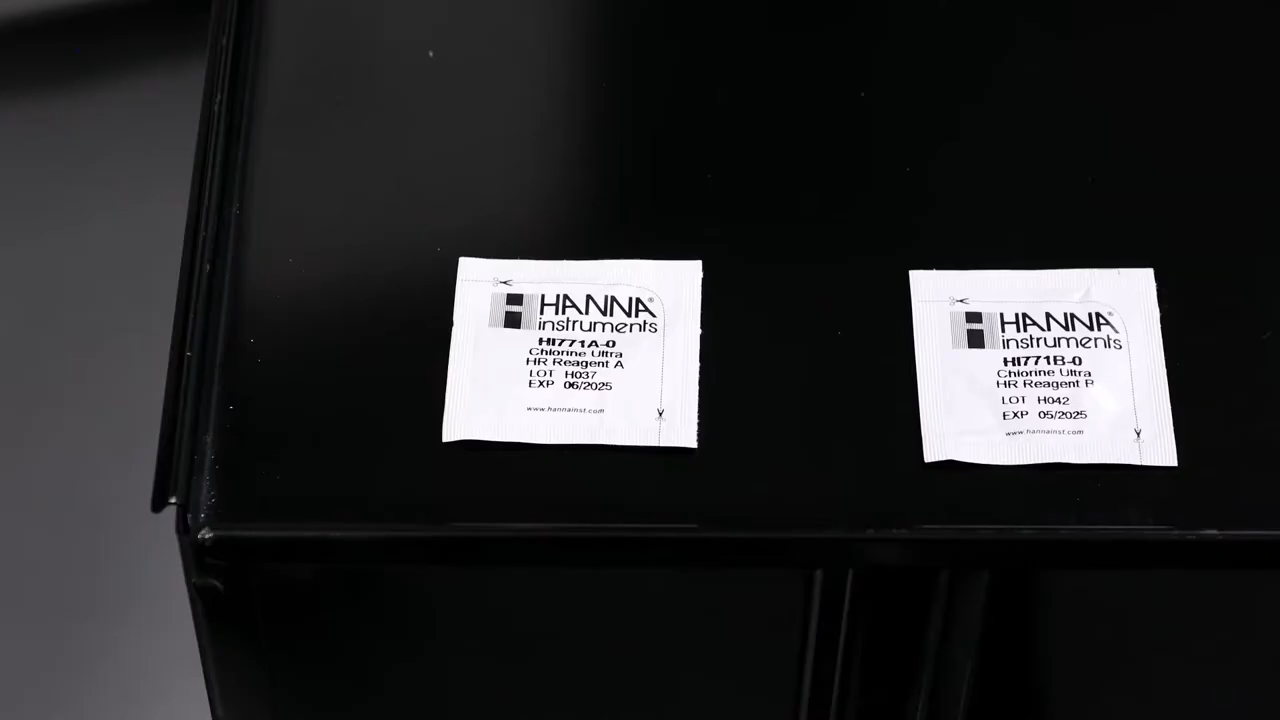 HANNA®
instruments
HI771A-0
Chlorine Ultra
HR Reagent A
LOT H037
EXP 06/2025
www.hannainst.com
HANNA®
instruments
HI771B-0
Chlorine Ultra
HR Reagent B
LOT H042
EXP 05/2025
www.hannainst.com